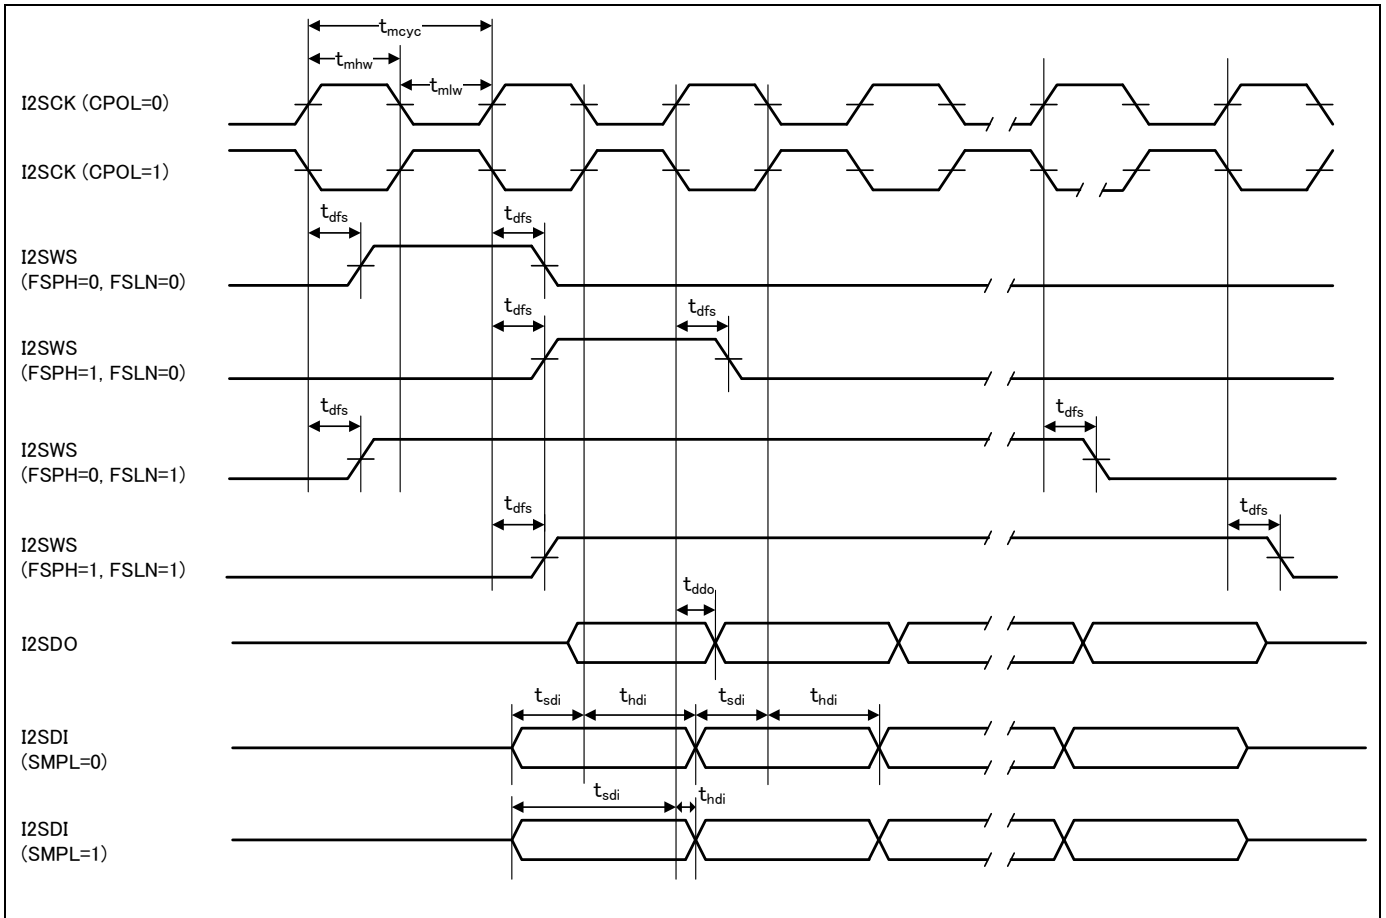 tmcyc
tmhw
tmlw
I2SCK (CPOL=0)
I2SCK (CPOL=1)
tdfs tdfs
I2SWS
(FSPH=0, FSLN=0)
tdfs tdfs
I2SWS
(FSPH=1, FSLN=0)
tdfs tdfs
I2SWS
(FSPH=0, FSLN=1)
tdfs tdfs
I2SWS
(FSPH=1, FSLN=1)
tddo
I2SDO
tsdi thdi tsdi thdi
I2SDI
(SMPL=0)
tsdi thdi
I2SDI
(SMPL=1)